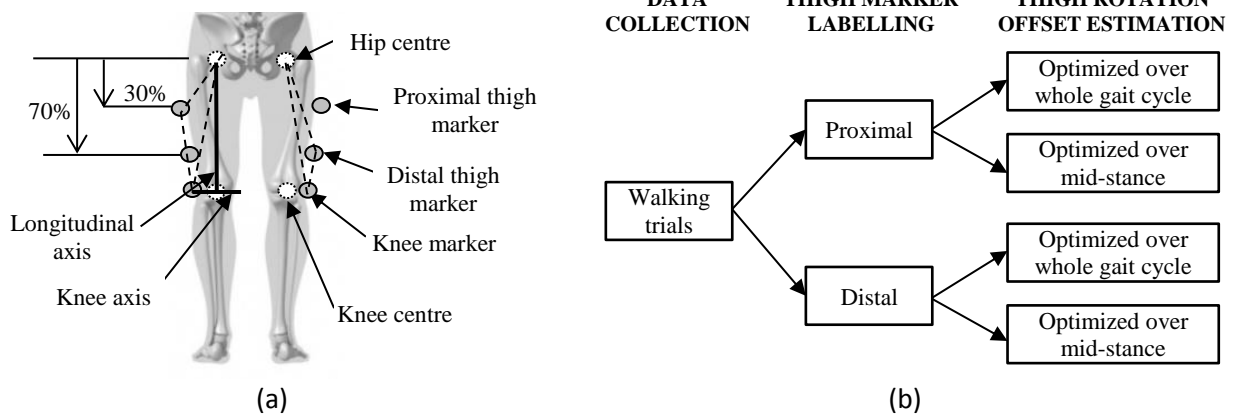 Hip centre
30%
70%
Proximal thigh
marker
Distal thigh
marker
Longitudinal
axis
Knee marker
Knee axis
Knee centre
(a)
DATA
COLLECTION
THIGH MARKER
LABELLING
THIGH ROTATION
OFFSET ESTIMATION
Walking
trials
Proximal
Distal
Optimized over
whole gait cycle
Optimized over
mid-stance
Optimized over
whole gait cycle
Optimized over
mid-stance
(b)